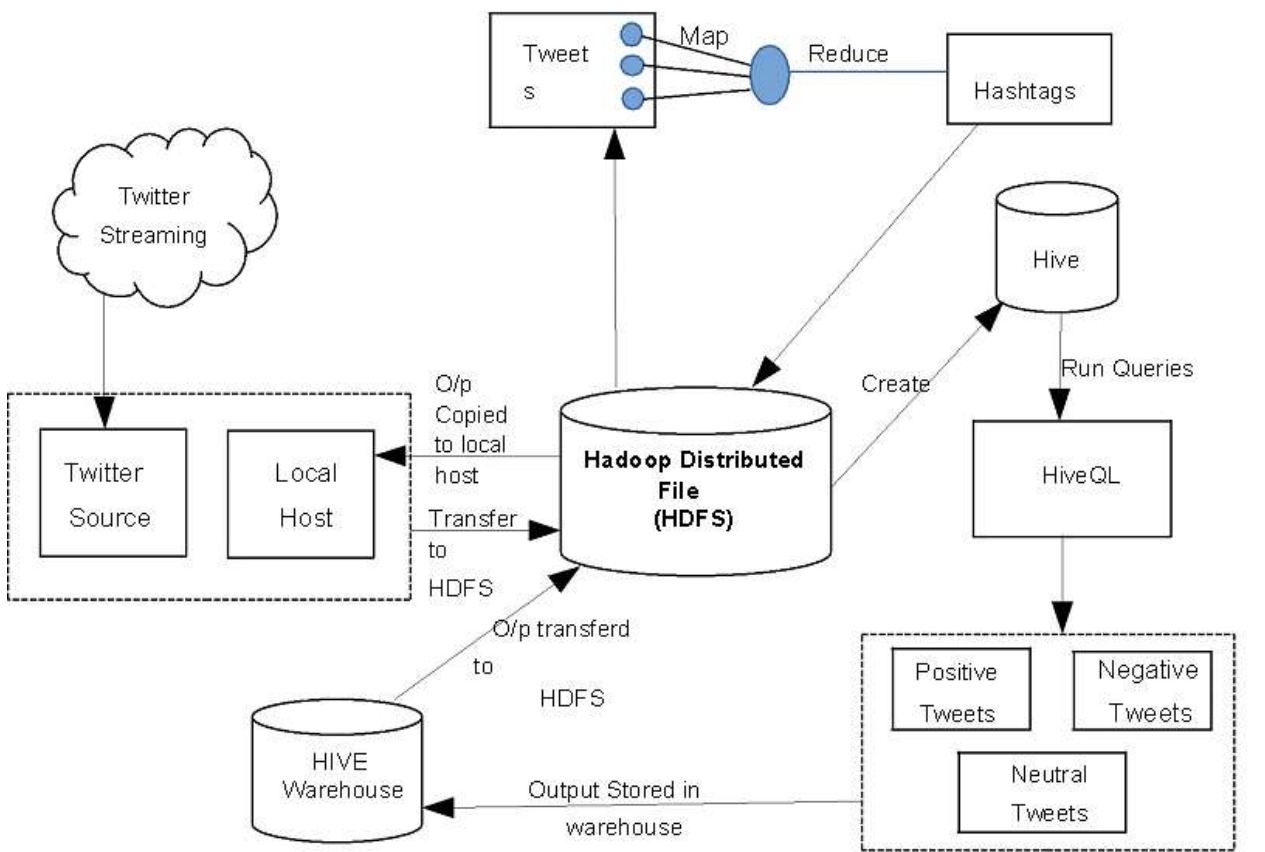 Tweet
s
Map
Reduce
Hashtags
Twitter
Streaming
Hive
Run Queries
Create
O/p
Copied
to local
host
Twitter
Source
Local
Host
Hadoop Distributed
File
(HDFS)
HiveQL
Transfer
to
HDFS
O/p transferd
to
HDFS
Positive
Tweets
Negative
Tweets
Neutral
Tweets
HIVE
Warehouse
Output Stored in
warehouse